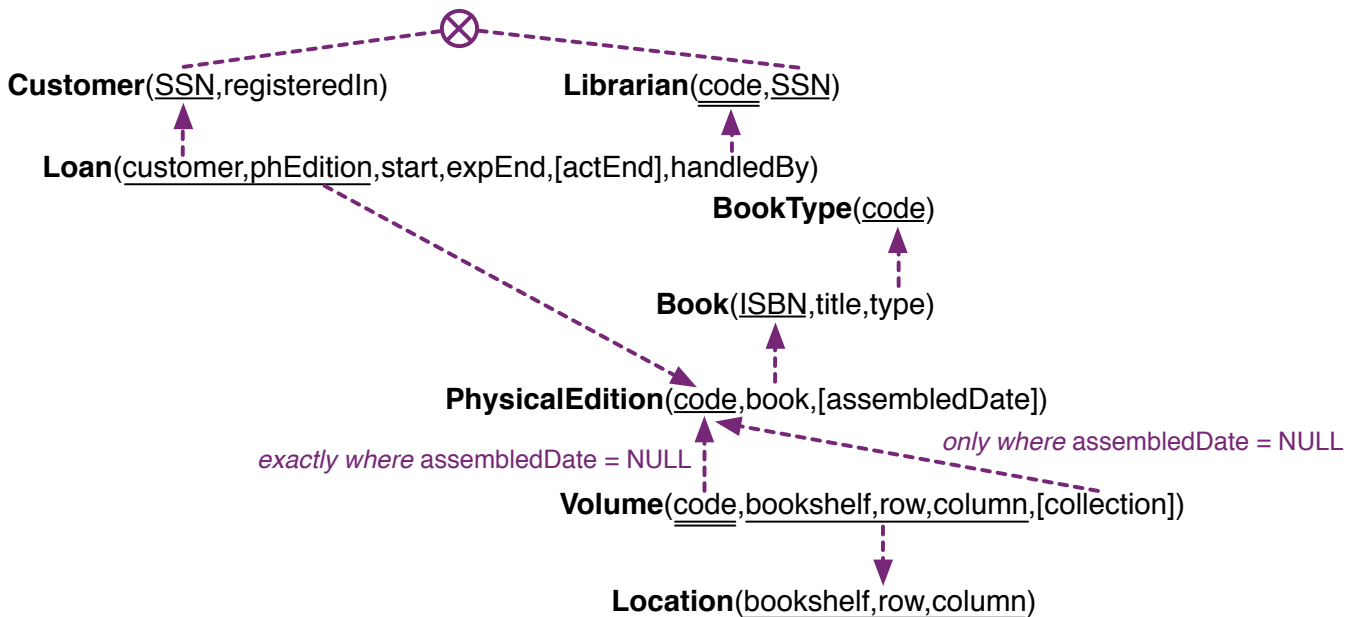 Customer(SSN,registeredIn) Librarian(code,SSN)
Loan(customer,phEdition,start,expEnd,[actEnd],handledBy)
BookType(code)
Book(ISBN,title,type)
PhysicalEdition(code,book,[assembledDate])
exactly where assembledDate = NULL
only where assembledDate = NULL
Volume(code,bookshelf,row,column,[collection])
Location(bookshelf,row,column)